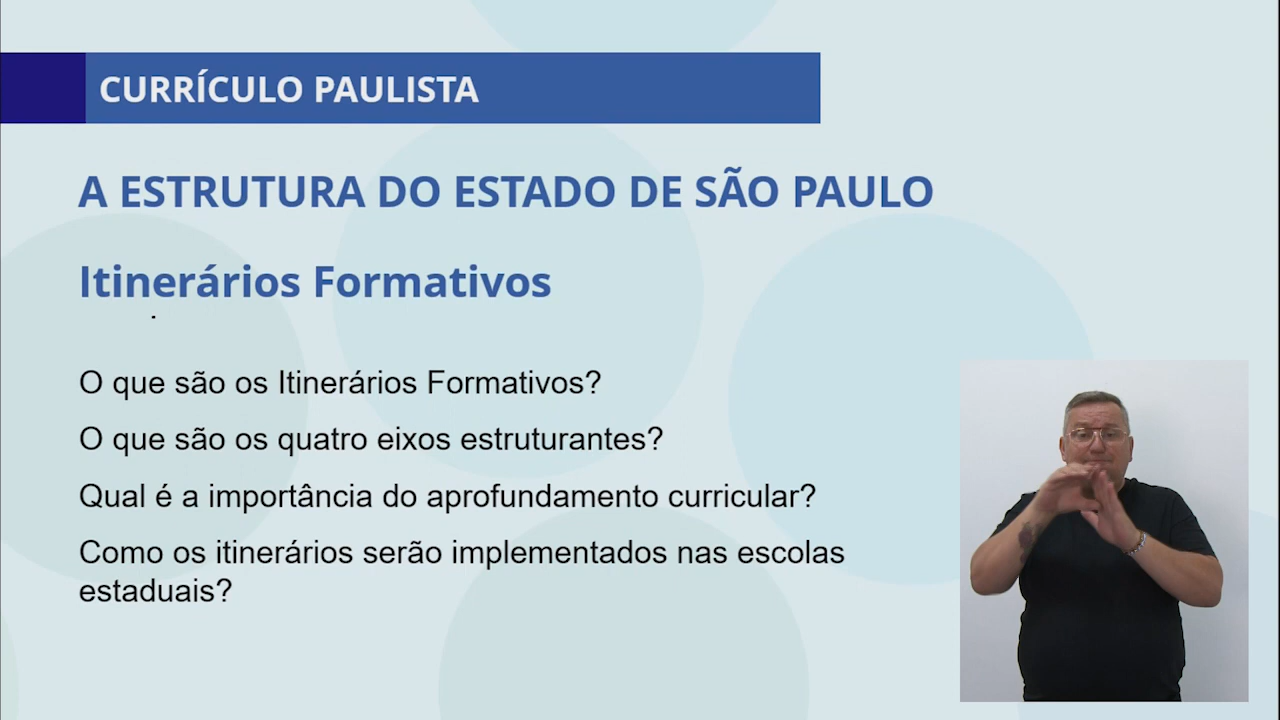 CURRÍCULO PAULISTA
A ESTRUTURA DO ESTADO DE SÃO PAULO
Itinerários Formativos
O que são os Itinerários Formativos?
O que são os quatro eixos estruturantes?
Qual é a importância do aprofundamento curricular?
Como os itinerários serão implementados nas escolas
estaduais?